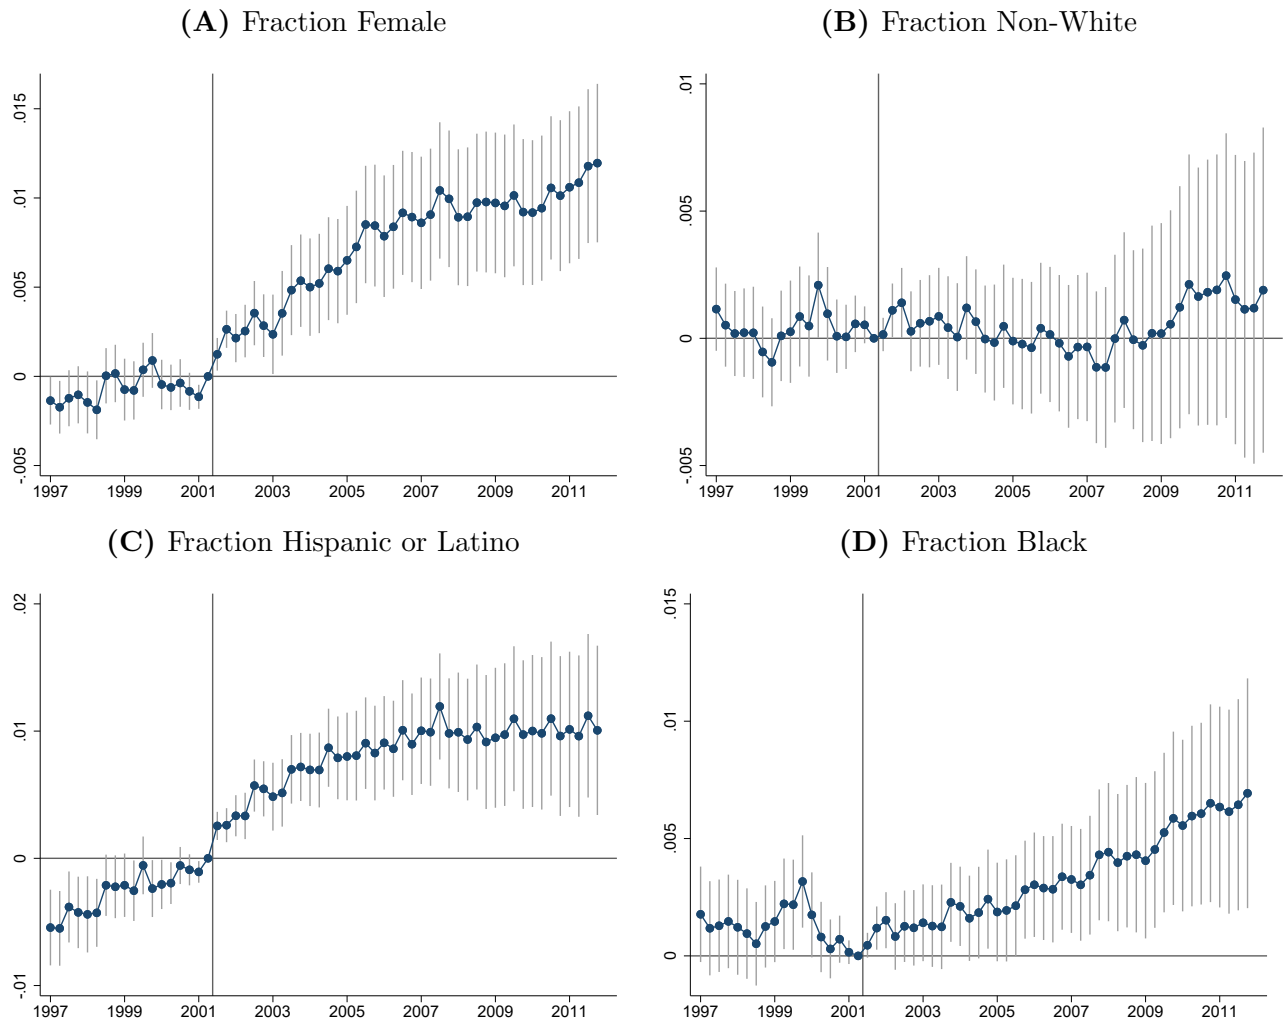 (A) Fraction Female
.015
.01
.005
0
-.005
1997 1999 2001 2003 2005 2007 2009 2011
(B) Fraction Non-White
.01
.005
0
-.005
1997 1999 2001 2003 2005 2007 2009 2011
(C) Fraction Hispanic or Latino
.02
.01
0
-.01
1997 1999 2001 2003 2005 2007 2009 2011
(D) Fraction Black
.015
.01
.005
0
1997 1999 2001 2003 2005 2007 2009 2011